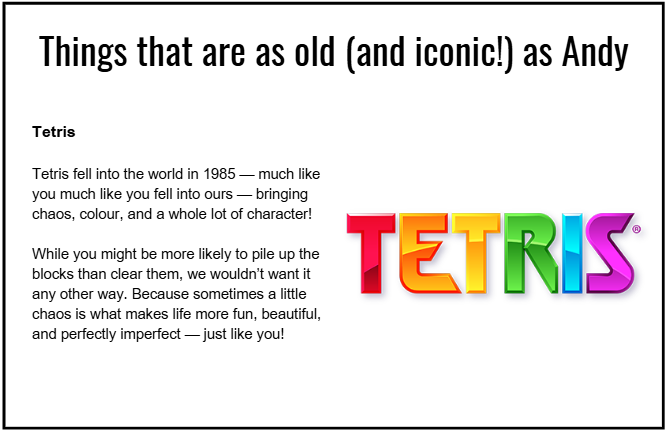 Things that are as old (and iconic!) as Andy
Tetris
Tetris fell into the world in 1985 — much like
you much like you fell into ours — bringing
chaos, colour, and a whole lot of character!
While you might be more likely to pile up the
blocks than clear them, we wouldn’t want it
any other way. Because sometimes a little
chaos is what makes life more fun, beautiful,
and perfectly imperfect — just like you!
TETRIS®